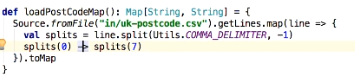 def loadPostCodeMap(): Map[String, String] = {
Source.fromFile("in/uk-postcode.csv").getLines.map(line => {
val splits = line.split(Utils.COMMA_DELIMITER, -1)
splits(0) -> splits(7)
}).toMap
}